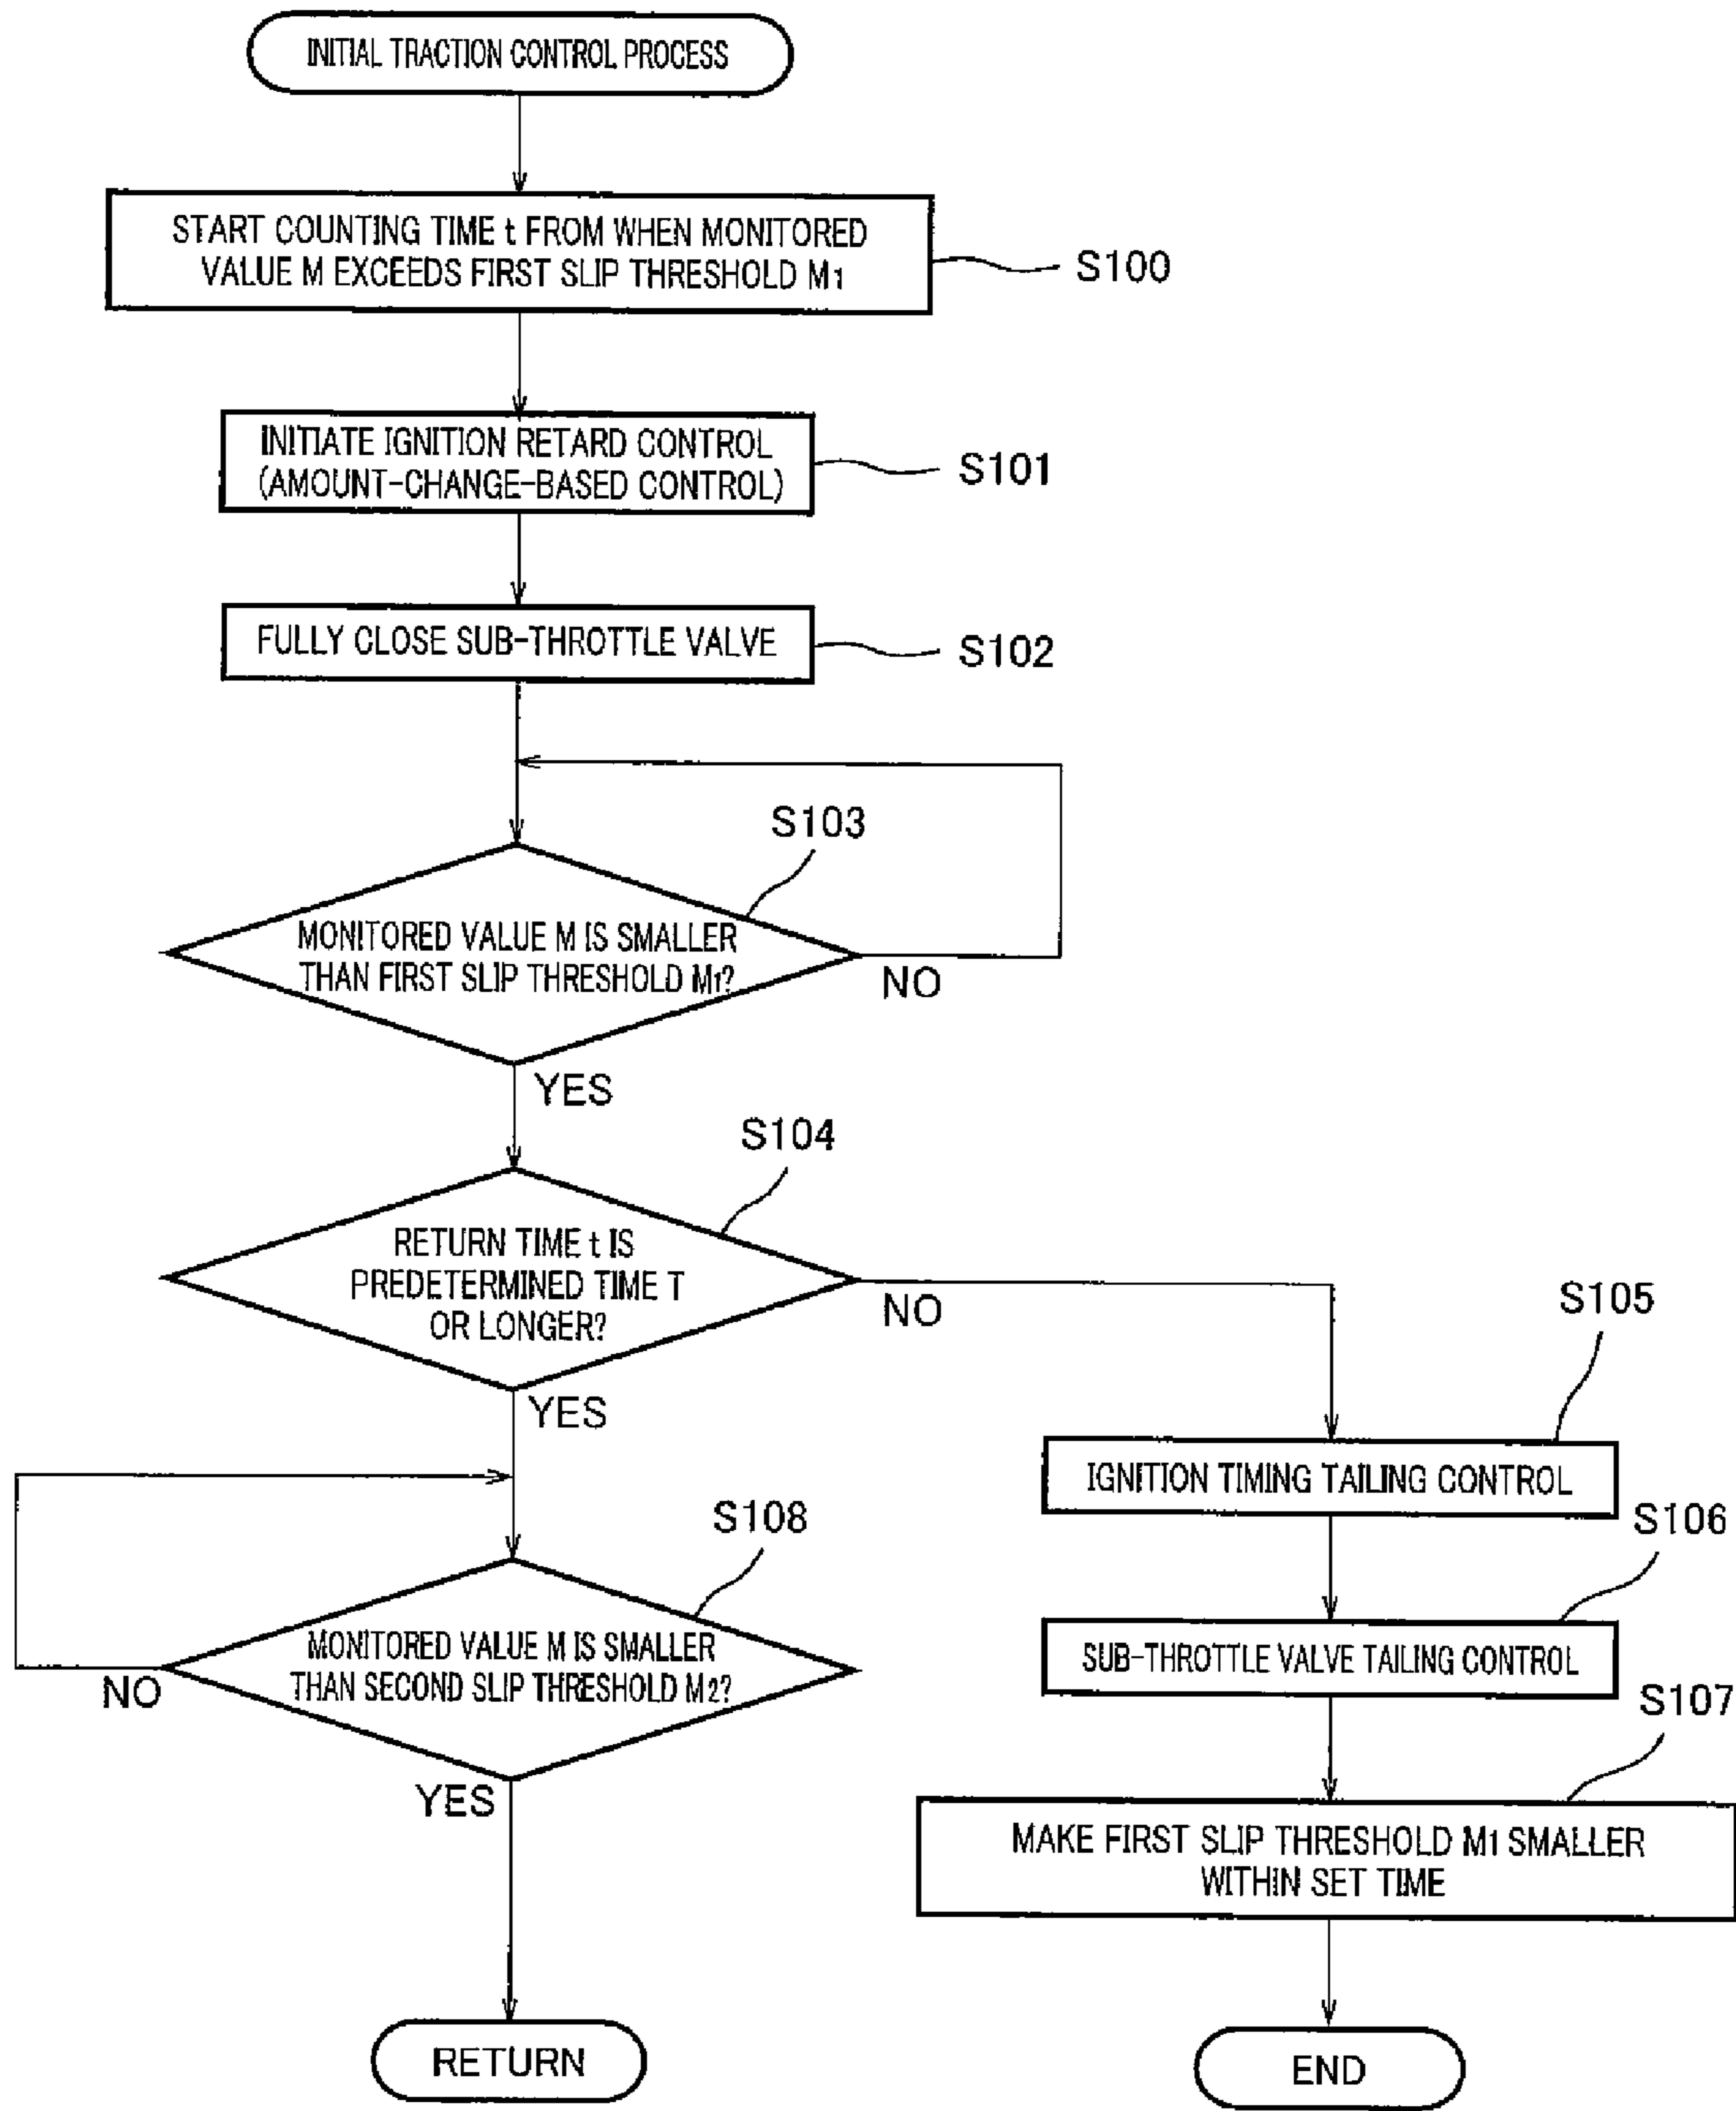 INITIAL TRACTION CONTROL PROCESS
START COUNTING TIME t FROM WHEN MONITORED
VALUE M EXCEEDS FIRST SLIP THRESHOLD M1
S100
INITIATE IGNITION RETARD CONTROL
(AMOUNT-CHANGE-BASED CONTROL)
S101
FULLY CLOSE SUB-THROTTLE VALVE
S102
S103
MONITORED VALUE M IS SMALLER
THAN FIRST SLIP THRESHOLD M1?
NO
YES
S104
RETURN TIME t IS
PREDETERMINED TIME T
OR LONGER?
NO
YES
S105
IGNITION TIMING TAILING CONTROL
S106
SUB-THROTTLE VALVE TAILING CONTROL
S107
MAKE FIRST SLIP THRESHOLD M1 SMALLER
WITHIN SET TIME
END
S108
MONITORED VALUE M IS SMALLER
THAN SECOND SLIP THRESHOLD M2?
NO
YES
RETURN